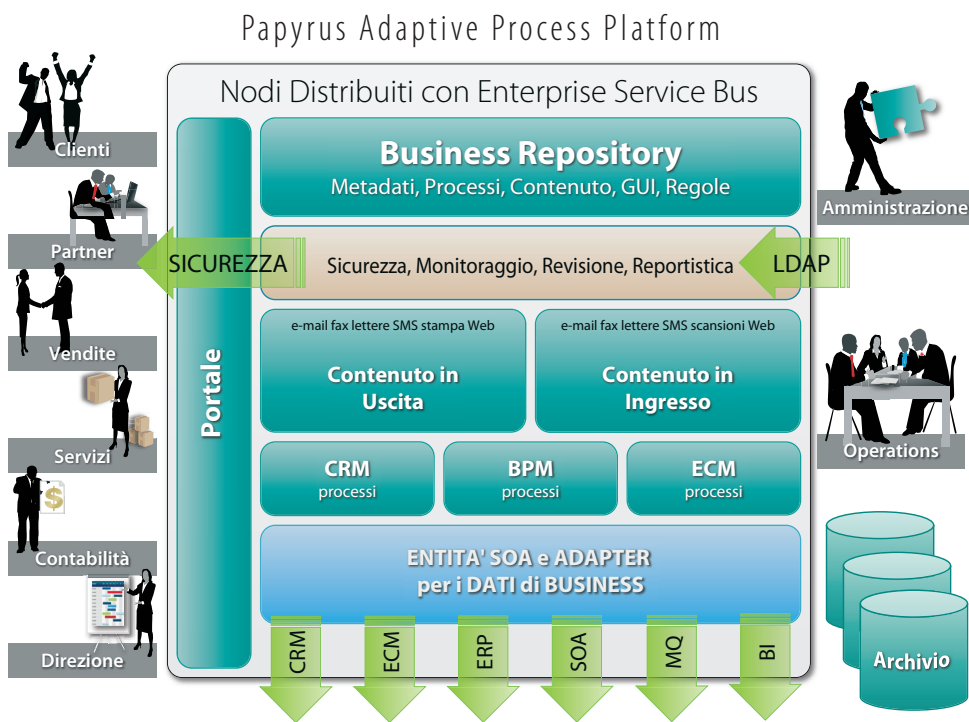 Papyrus Adaptive Process Platform
Nodi Distribuiti con Enterprise Service Bus
Clienti
Partner
Vendite
Servizi
Contabilità
$
Direzione
Portale
Business Repository
Metadati, Processi, Contenuto, GUI, Regole
SICUREZZA
Sicurezza, Monitoraggio, Revisione, Reportistica
LDAP
e-mail fax lettere SMS stampa Web
Contenuto in
Uscita
e-mail fax lettere SMS scansioni Web
Contenuto in
Ingresso
CRM
processi
BPM
processi
ECM
processi
ENTITA' SOA e ADAPTER
per i DATI di BUSINESS
CRM
ECM
ERP
SOA
MQ
BI
Amministrazione
Operations
Archivio